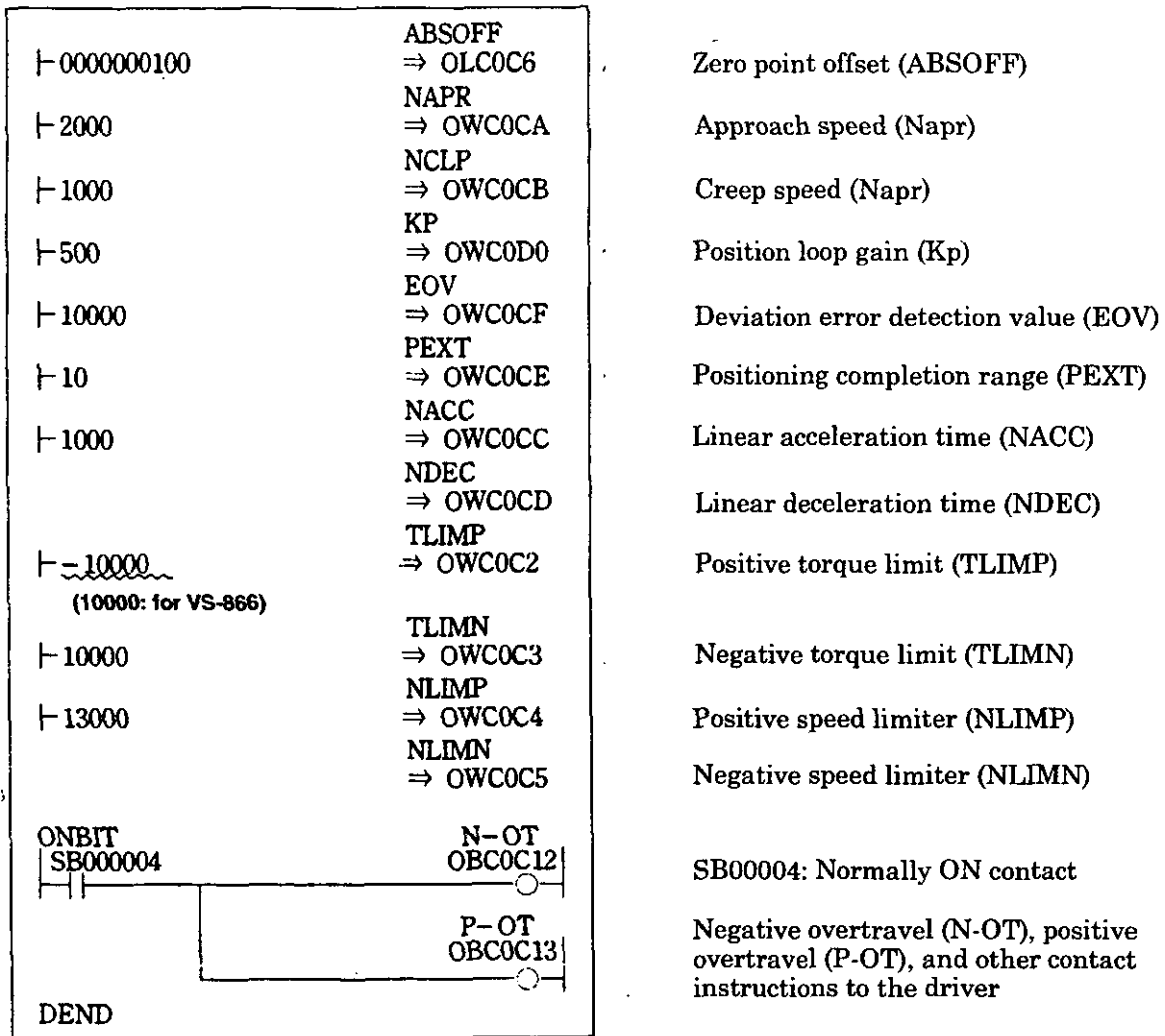 ABSOFF
⊢0000000100 ⇒ OLC0C6 Zero point offset (ABSOFF)
NAPR
⊢2000 ⇒ OWC0CA Approach speed (Napr)
NCLP
⊢1000 ⇒ OWC0CB Creep speed (Napr)
KP
⊢500 ⇒ OWC0D0 Position loop gain (Kp)
EOV
⊢10000 ⇒ OWC0CF Deviation error detection value (EOV)
PEXT
⊢10 ⇒ OWC0CE Positioning completion range (PEXT)
NACC
⊢1000 ⇒ OWC0CC Linear acceleration time (NACC)
NDEC
⇒ OWC0CD Linear deceleration time (NDEC)
TLIMP
⊢-10000 ⇒ OWC0C2 Positive torque limit (TLIMP)
(10000: for VS-866)
TLIMN
⊢10000 ⇒ OWC0C3 Negative torque limit (TLIMN)
NLIMP
⊢13000 ⇒ OWC0C4 Positive speed limiter (NLIMP)
NLIMN
⇒ OWC0C5 Negative speed limiter (NLIMN)
ONBIT N-OT
SB000004 OBC0C12 SB00004: Normally ON contact
P-OT Negative overtravel (N-OT), positive
OBC0C13 overtravel (P-OT), and other contact
instructions to the driver
DEND